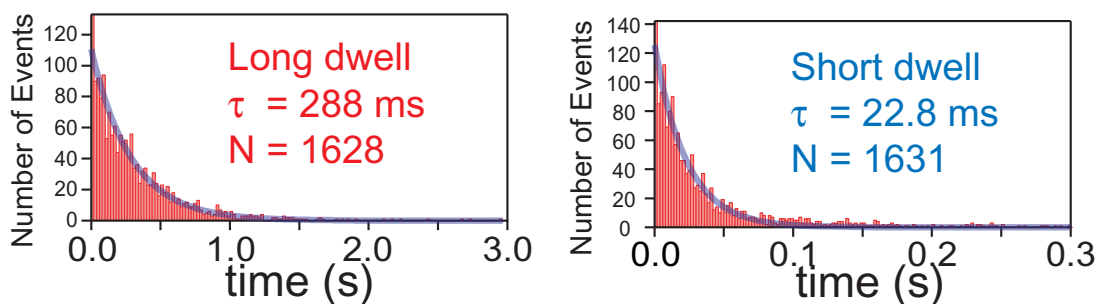 Number of Events
120
100
80
60
40
20
0
Long dwell
τ = 288 ms
N = 1628
0.0
1.0
2.0
3.0
time (s)
Number of Events
140
120
100
80
60
40
20
0
Short dwell
τ = 22.8 ms
N = 1631
0.0
0.1
0.2
0.3
time (s)